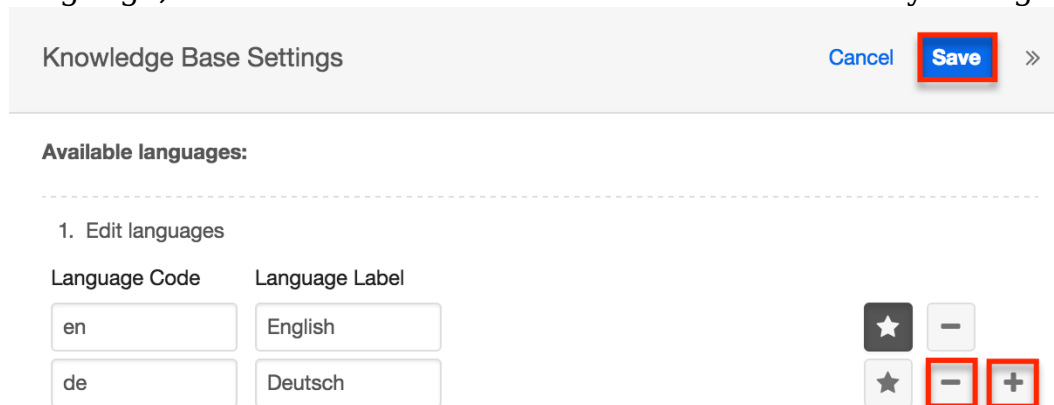 Knowledge Base Settings Cancel Save »
Available languages:
1. Edit languages
Language Code Language Label
en English
de Deutsch